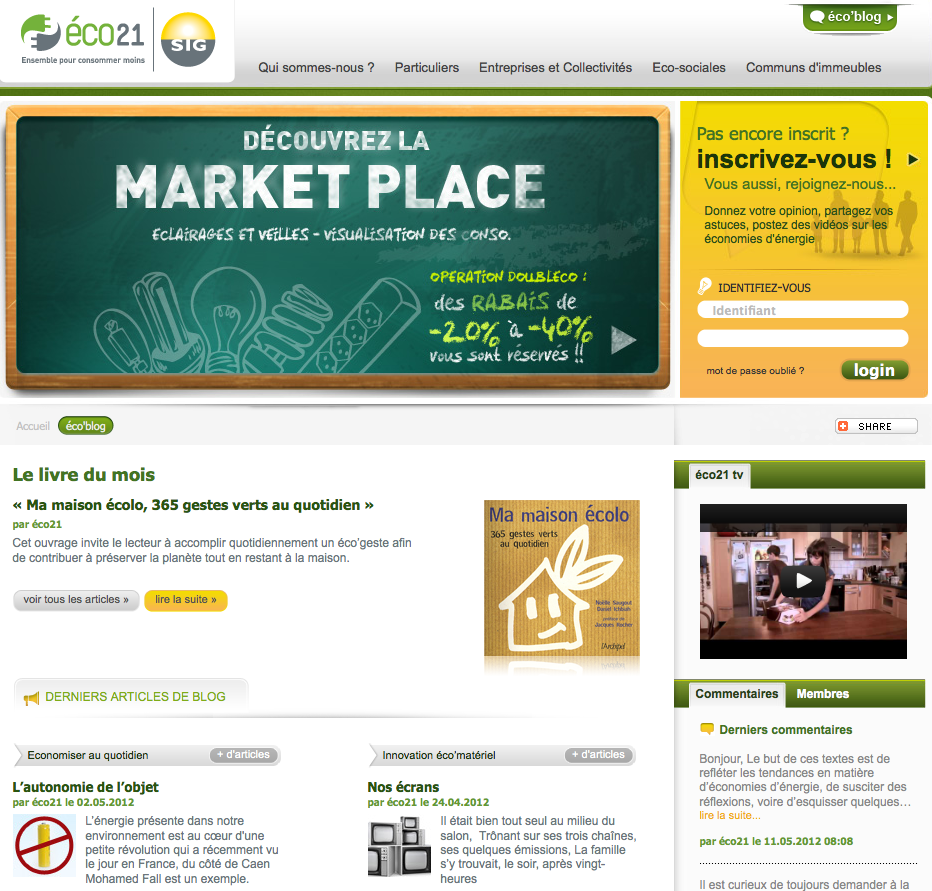 éco21
Ensemble pour consommer moins
SIG
éco'blog
Qui sommes-nous ?
Particuliers
Entreprises et Collectivités
Eco-sociales
Communs d'immeubles
DÉCOUVREZ LA
MARKET PLACE
ECLAIRAGES ET VEILLES - VISUALISATION DES CONSO.
OPERATION DOUBLECO :
des RABAIS de
-20% à -40%
vous sont réservés !!
Pas encore inscrit ?
inscrivez-vous !
Vous aussi, rejoignez-nous...
Donnez votre opinion, partagez vos
astuces, postez des vidéos sur les
économies d'énergie
IDENTIFIEZ-VOUS
Identifiant
mot de passe oublié ?
login
Accueil
éco'blog
SHARE
Le livre du mois
« Ma maison écolo, 365 gestes verts au quotidien »
par éco21
Cet ouvrage invite le lecteur à accomplir quotidiennement un éco'geste afin
de contribuer à préserver la planète tout en restant à la maison.
voir tous les articles »
lire la suite »
Ma maison écolo
365 gestes verts
au quotidien
Jacques Kecher
l'Archipel
éco21 tv
DERNIERS ARTICLES DE BLOG
Economiser au quotidien
+ d'articles
L'autonomie de l'objet
par éco21 le 02.05.2012
L'énergie présente dans notre
environnement est au cœur d'une
petite révolution qui a récemment vu
le jour en France, du côté de Caen
Mohamed Fall est un exemple.
Innovation éco'matériel
+ d'articles
Nos écrans
par éco21 le 24.04.2012
Il était bien tout seul au milieu du
salon, Trônant sur ses trois chaînes,
ses quelques émissions, La famille
s'y trouvait, le soir, après vingt-
heures
Commentaires
Membres
Derniers commentaires
Bonjour, Le but de ces textes est de
refléter les tendances en matière
d'économies d'énergie, de susciter des
réflexions, voire d'esquisser quelques...
lire la suite...
par éco21 le 11.05.2012 08:08
Il est curieux de toujours demander à la